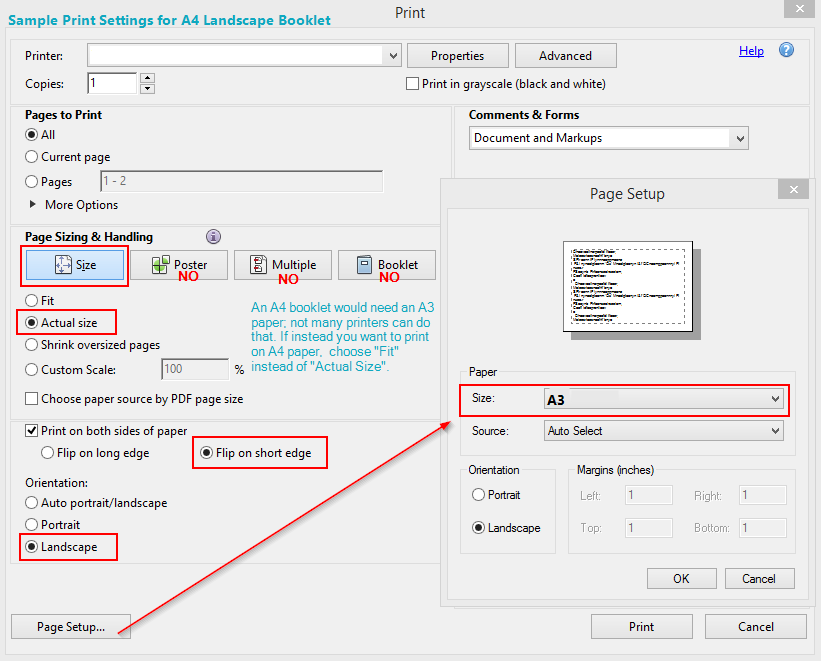 Print
Sample Print Settings for A4 Landscape Booklet
Printer:
Properties
Advanced
Help
?
Copies:
1
Print in grayscale (black and white)
Pages to Print
All
Current page
Pages
1 - 2
More Options
Comments & Forms
Document and Markups
Page Sizing & Handling
i
Size
Poster
NO
Multiple
NO
Booklet
NO
Fit
Actual size
Shrink oversized pages
Custom Scale:
100
%
Choose paper source by PDF page size
An A4 booklet would need an A3
paper; not many printers can do
that. If instead you want to print
on A4 paper, choose "Fit"
instead of "Actual Size".
Print on both sides of paper
Flip on long edge
Flip on short edge
Orientation:
Auto portrait/landscape
Portrait
Landscape
Page Setup...
Page Setup
Paper
Size:
A3
Source:
Auto Select
Orientation
Portrait
Landscape
Margins (inches)
Left:
1
Right:
1
Top:
1
Bottom:
1
OK
Cancel
Print
Cancel